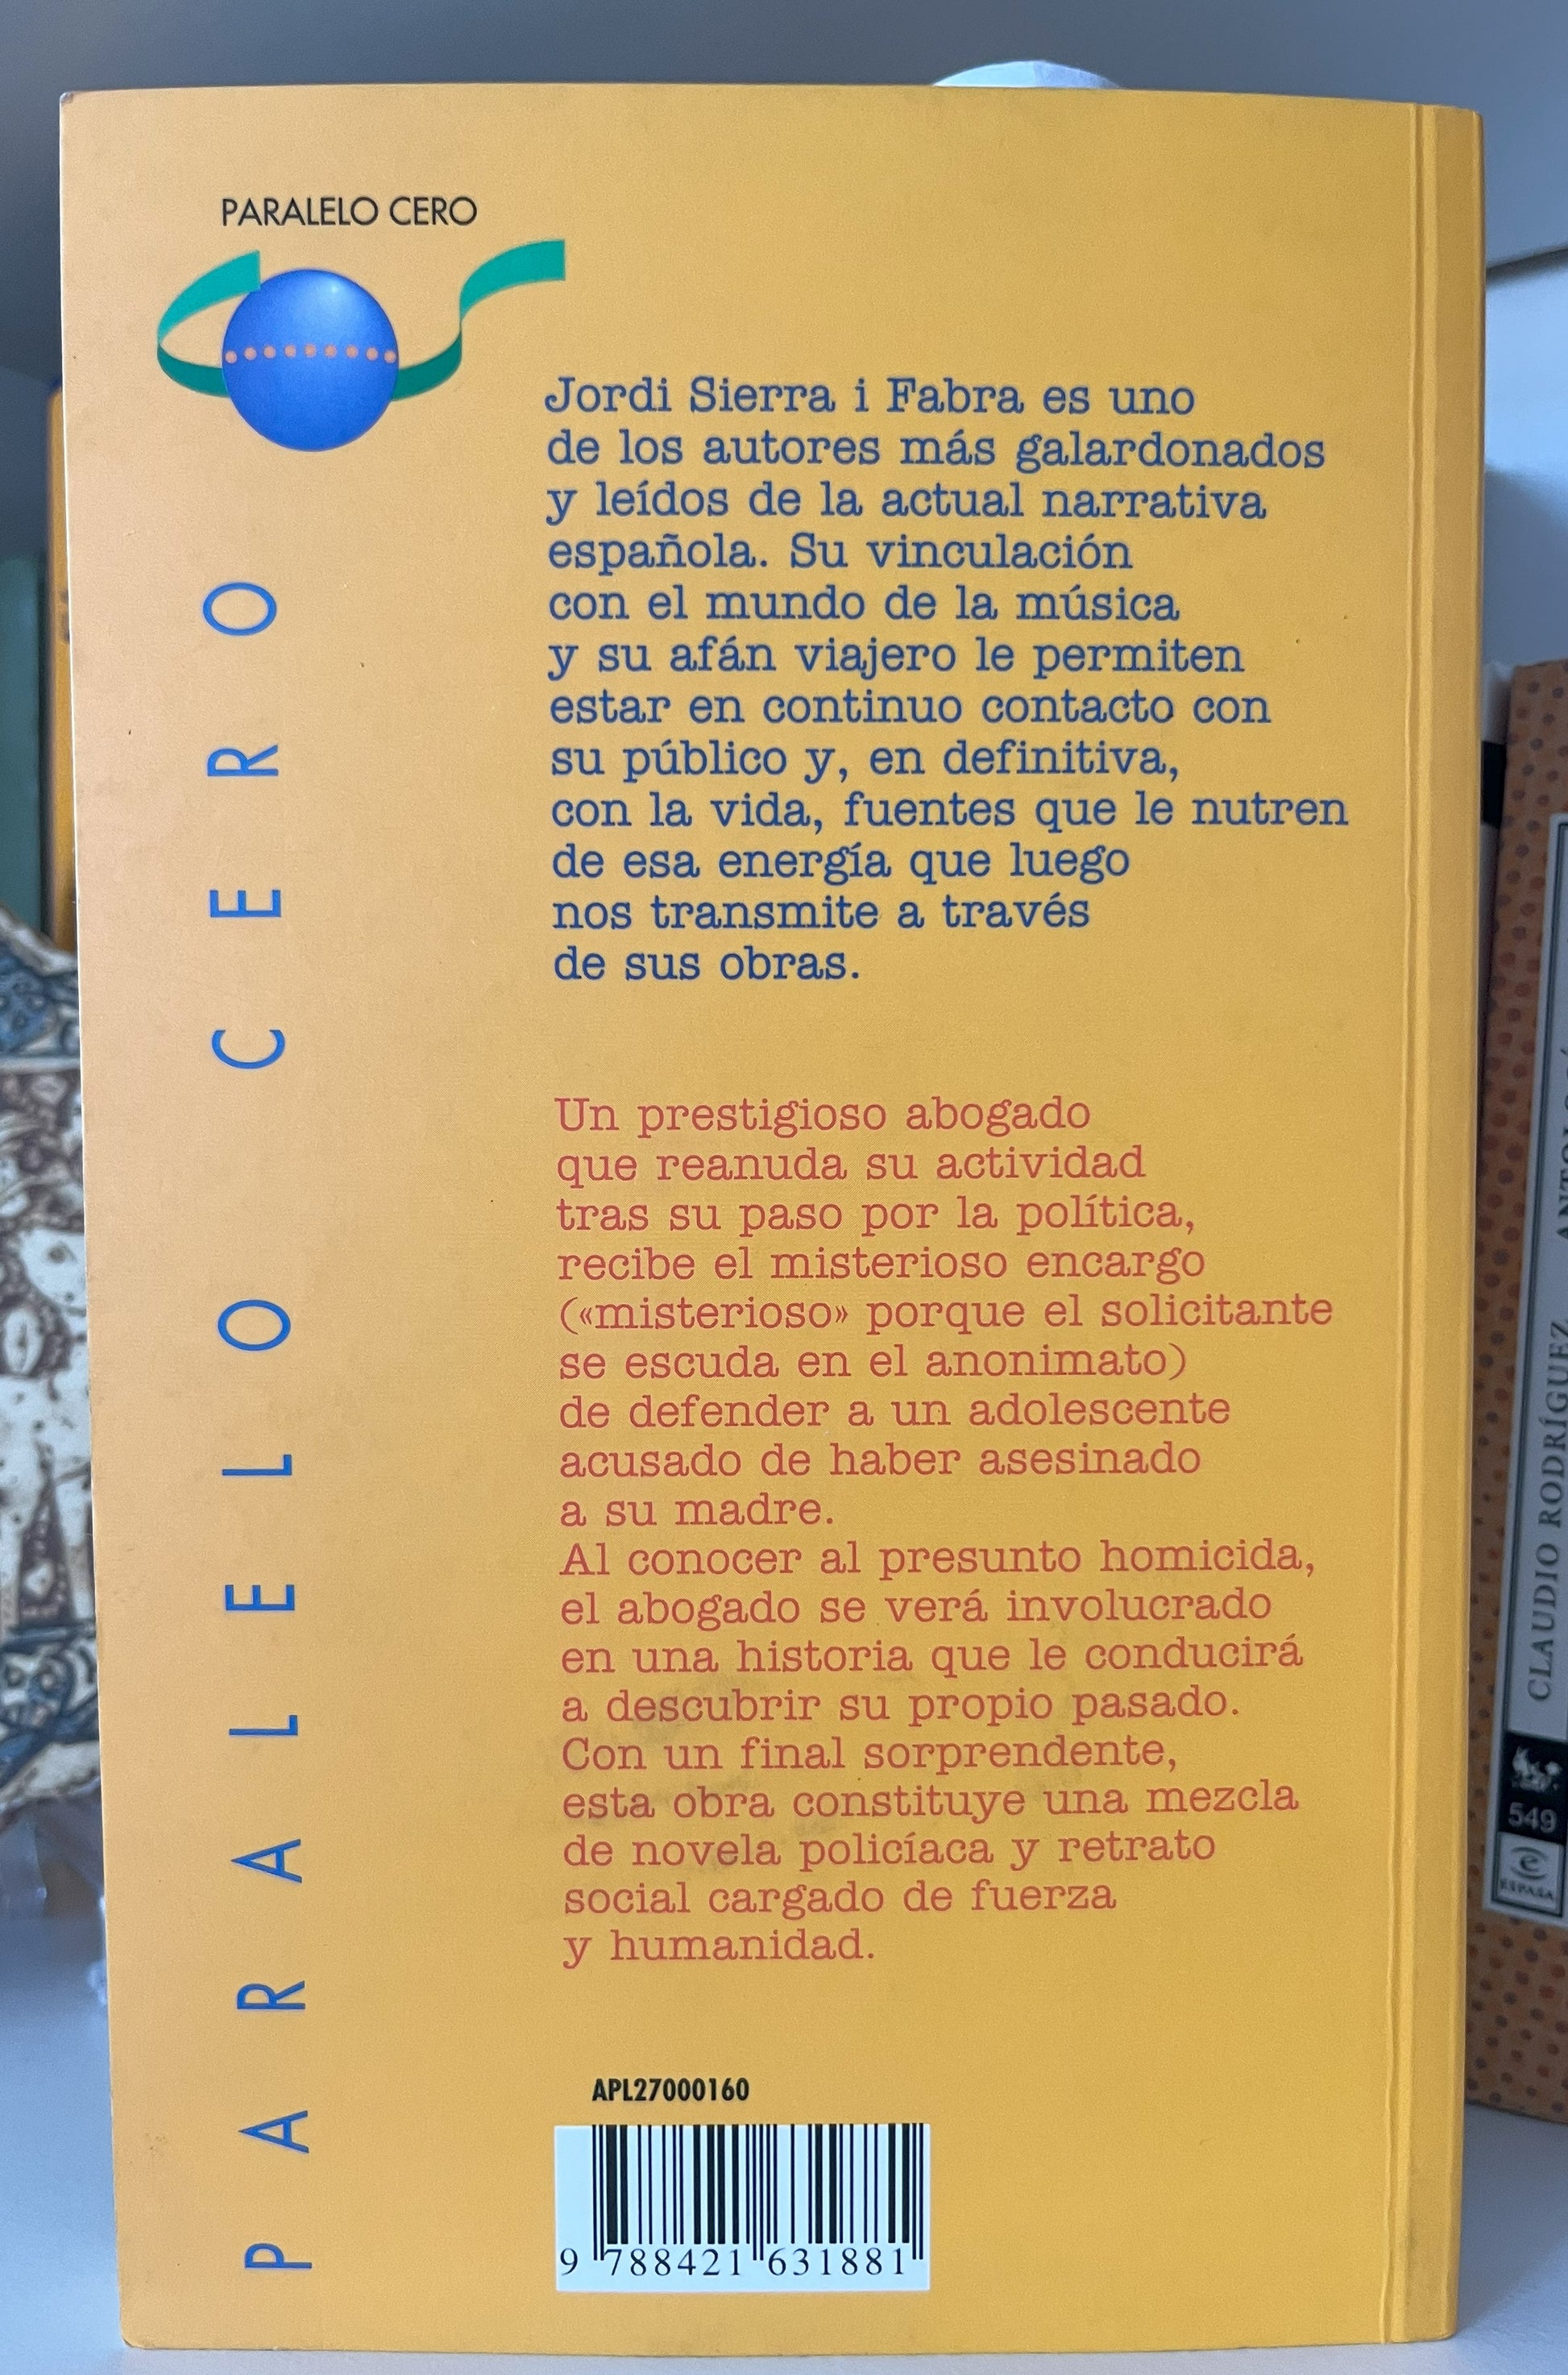 PARALELO CERO
PARALELO CERO
Jordi Sierra i Fabra es uno
de los autores más galardonados
y leídos de la actual narrativa
española. Su vinculación
con el mundo de la música
y su afán viajero le permiten
estar en continuo contacto con
su público y, en definitiva,
con la vida, fuentes que le nutren
de esa energía que luego
nos transmite a través
de sus obras.
Un prestigioso abogado
que reanuda su actividad
tras su paso por la política,
recibe el misterioso encargo
(«misterioso» porque el solicitante
se escuda en el anonimato)
de defender a un adolescente
acusado de haber asesinado
a su madre.
Al conocer al presunto homicida,
el abogado se verá involucrado
en una historia que le conducirá
a descubrir su propio pasado.
Con un final sorprendente,
esta obra constituye una mezcla
de novela policíaca y retrato
social cargado de fuerza
y humanidad.
APL27000160
9 788421 631881
CLAUDIO RODRÍGUEZ
549
ESPASA